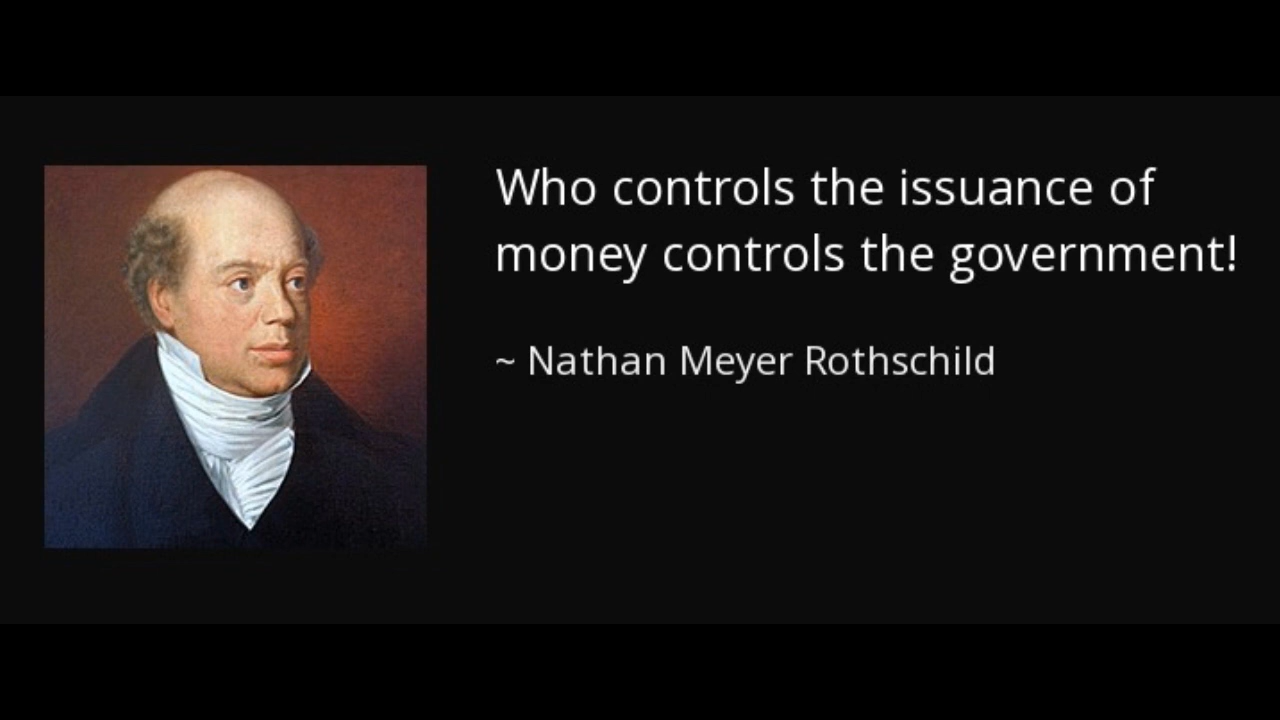 Who controls the issuance of
money controls the government!
~ Nathan Meyer Rothschild